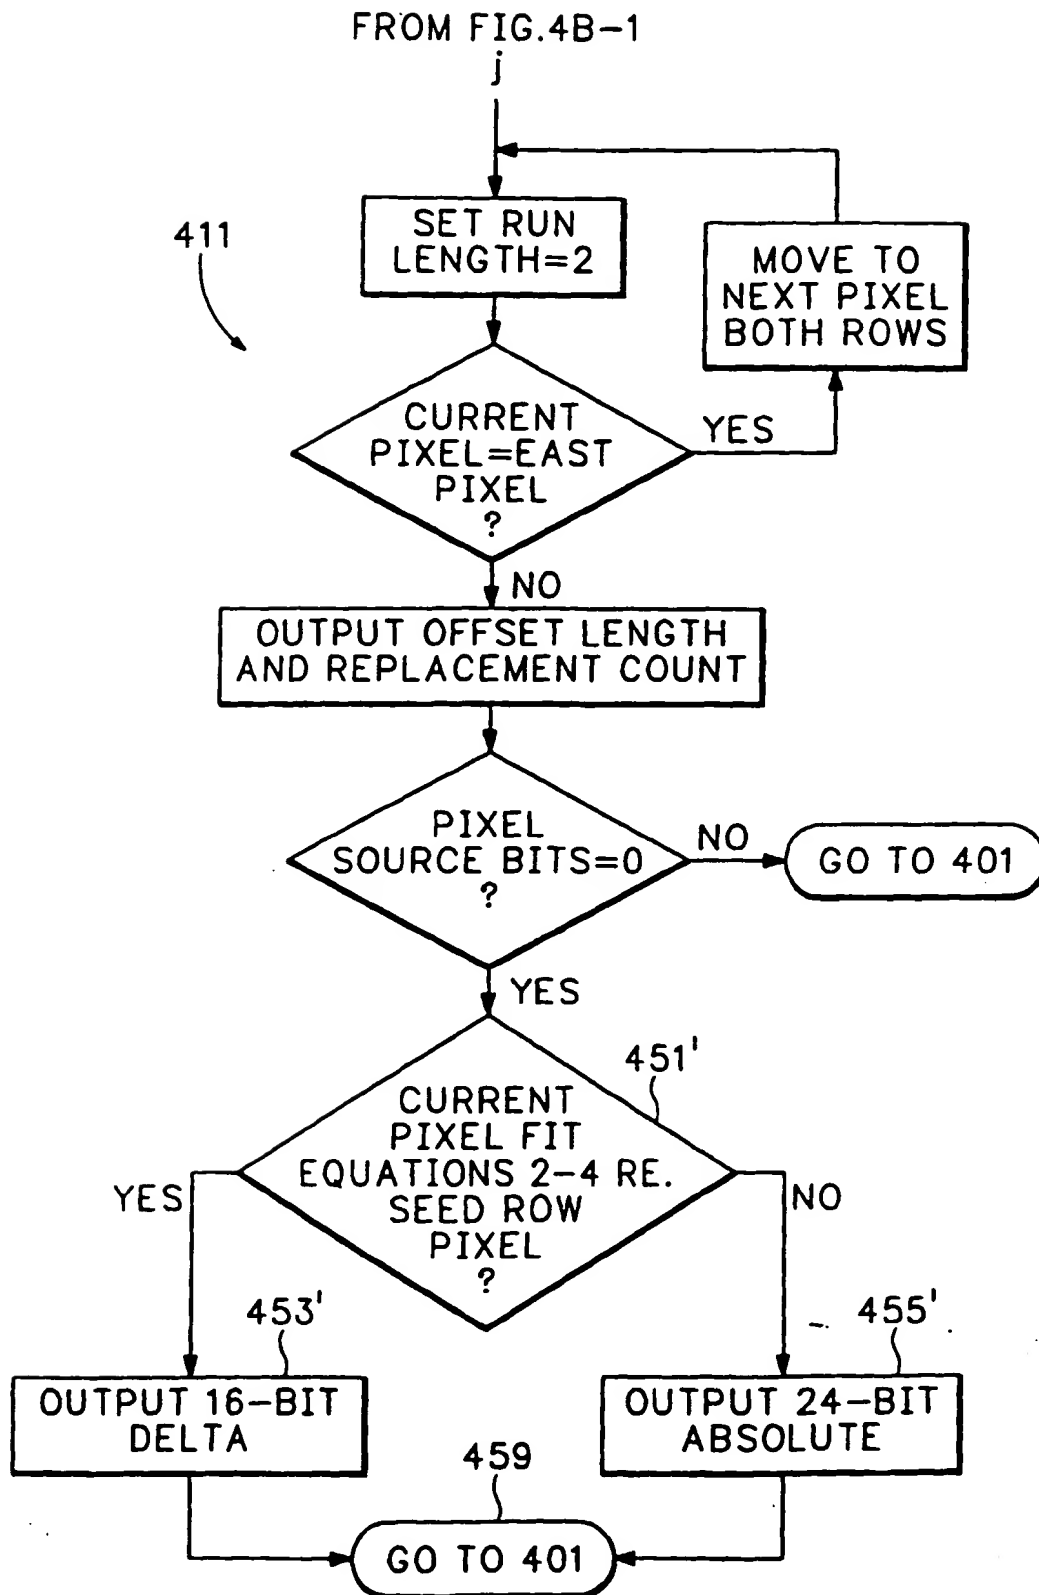 FROM FIG.4B-1
j
411
SET RUN
LENGTH=2
MOVE TO
NEXT PIXEL
BOTH ROWS
CURRENT
PIXEL=EAST
PIXEL
?
YES
NO
OUTPUT OFFSET LENGTH
AND REPLACEMENT COUNT
PIXEL
SOURCE BITS=0
?
NO
GO TO 401
YES
451'
CURRENT
PIXEL FIT
EQUATIONS 2-4 RE.
SEED ROW
PIXEL
?
YES
NO
453'
455'
OUTPUT 16-BIT
DELTA
OUTPUT 24-BIT
ABSOLUTE
459
GO TO 401